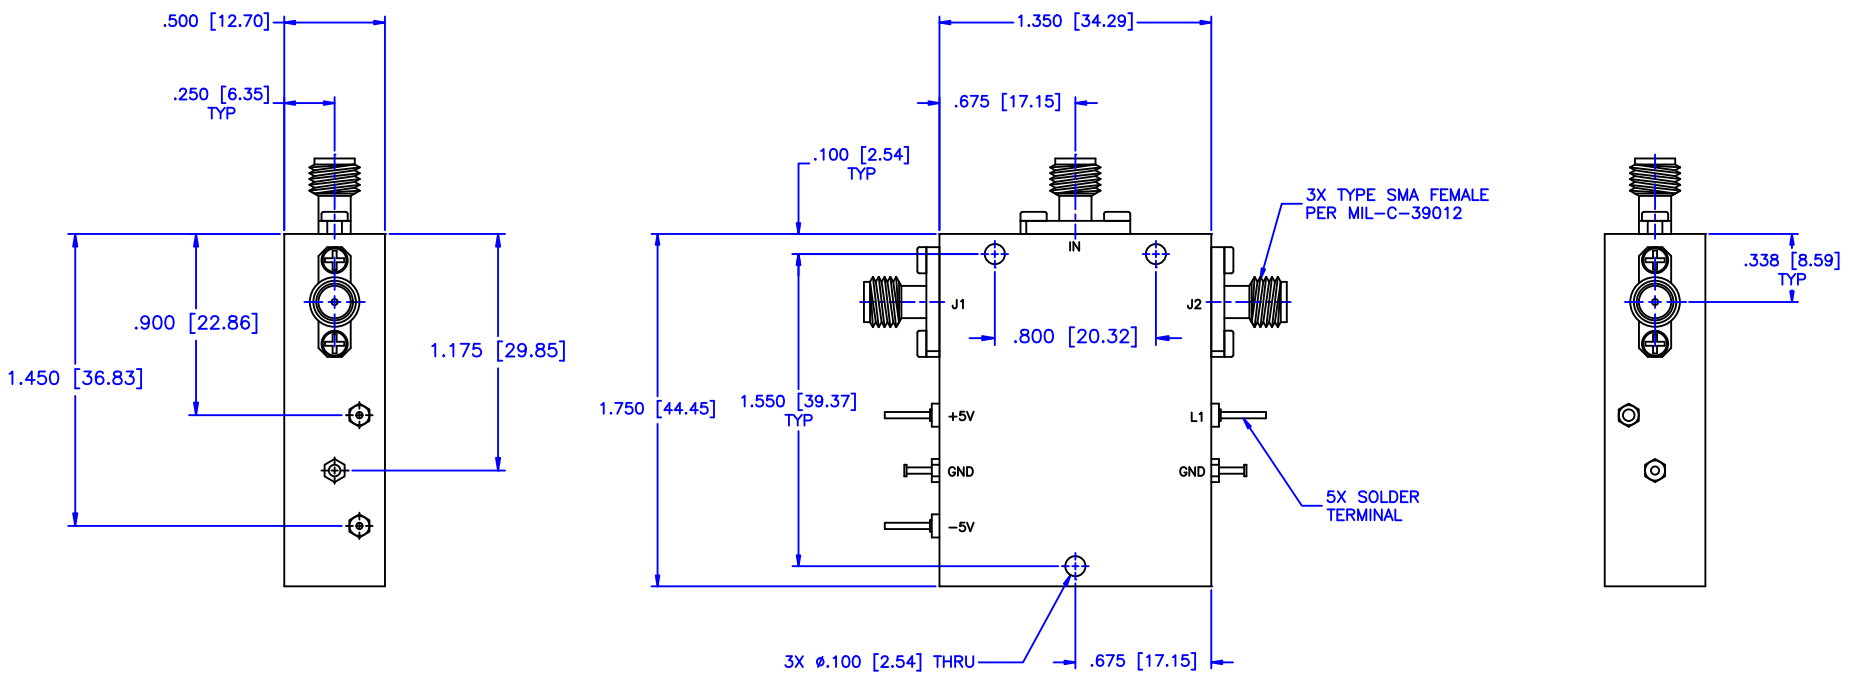 .500 [12.70]
.250 [6.35]
TYP
.900 [22.86]
1.175 [29.85]
1.450 [36.83]
1.350 [34.29]
.675 [17.15]
.100 [2.54]
TYP
3X TYPE SMA FEMALE
PER MIL-C-39012
IN
J1
J2
.800 [20.32]
1.750 [44.45]
1.550 [39.37]
TYP
+5V
L1
GND
GND
-5V
5X SOLDER
TERMINAL
3X ø.100 [2.54] THRU
.675 [17.15]
.338 [8.59]
TYP